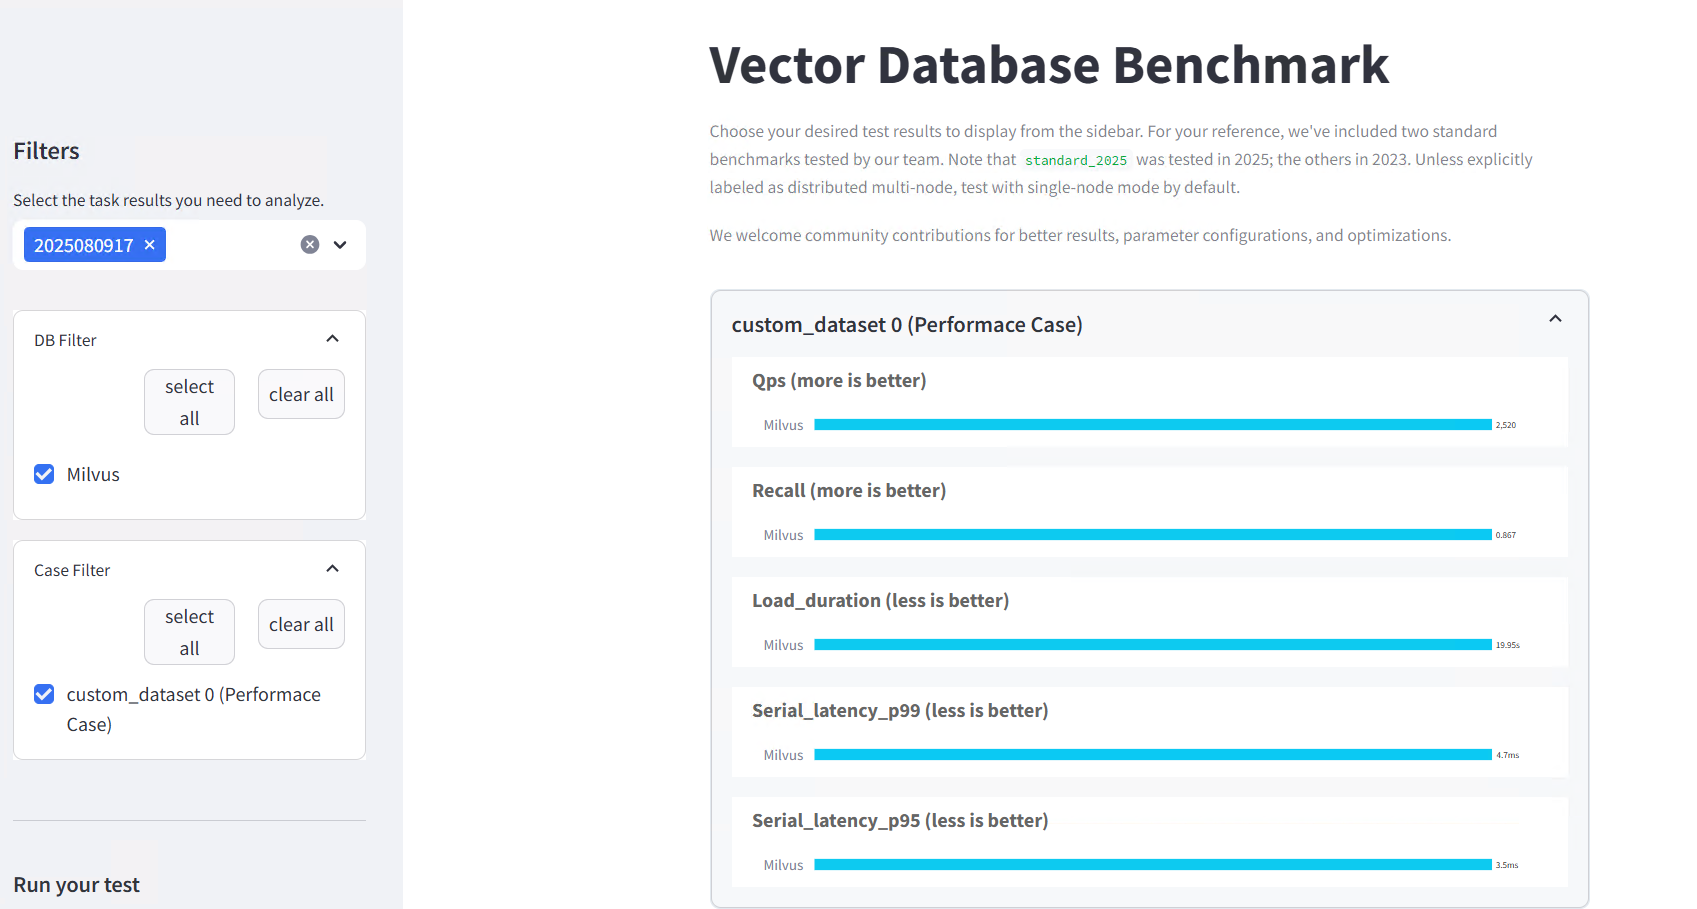 Filters
Select the task results you need to analyze.
2025080917
DB Filter
select
all
clear all
Milvus
Case Filter
select
all
clear all
custom_dataset 0 (Performace
Case)
Run your test
Vector Database Benchmark
Choose your desired test results to display from the sidebar. For your reference, we've included two standard
benchmarks tested by our team. Note that standard_2025 was tested in 2025; the others in 2023. Unless explicitly
labeled as distributed multi-node, test with single-node mode by default.
We welcome community contributions for better results, parameter configurations, and optimizations.
custom_dataset 0 (Performace Case)
Qps (more is better)
Milvus 2,520
Recall (more is better)
Milvus 0.867
Load_duration (less is better)
Milvus 19.95s
Serial_latency_p99 (less is better)
Milvus 4.7ms
Serial_latency_p95 (less is better)
Milvus 3.5ms